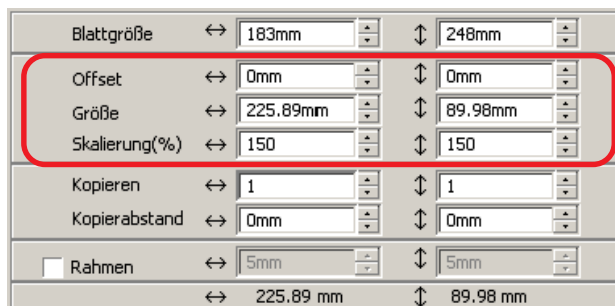 Blattgröße ↔ 183mm ↕ 248mm
Offset ↔ 0mm ↕ 0mm
Größe ↔ 225.89mm ↕ 89.98mm
Skalierung(%) ↔ 150 ↕ 150
Kopieren ↔ 1 ↕ 1
Kopierabstand ↔ 0mm ↕ 0mm
Rahmen ↔ 5mm ↕ 5mm
↔ 225.89 mm ↕ 89.98 mm